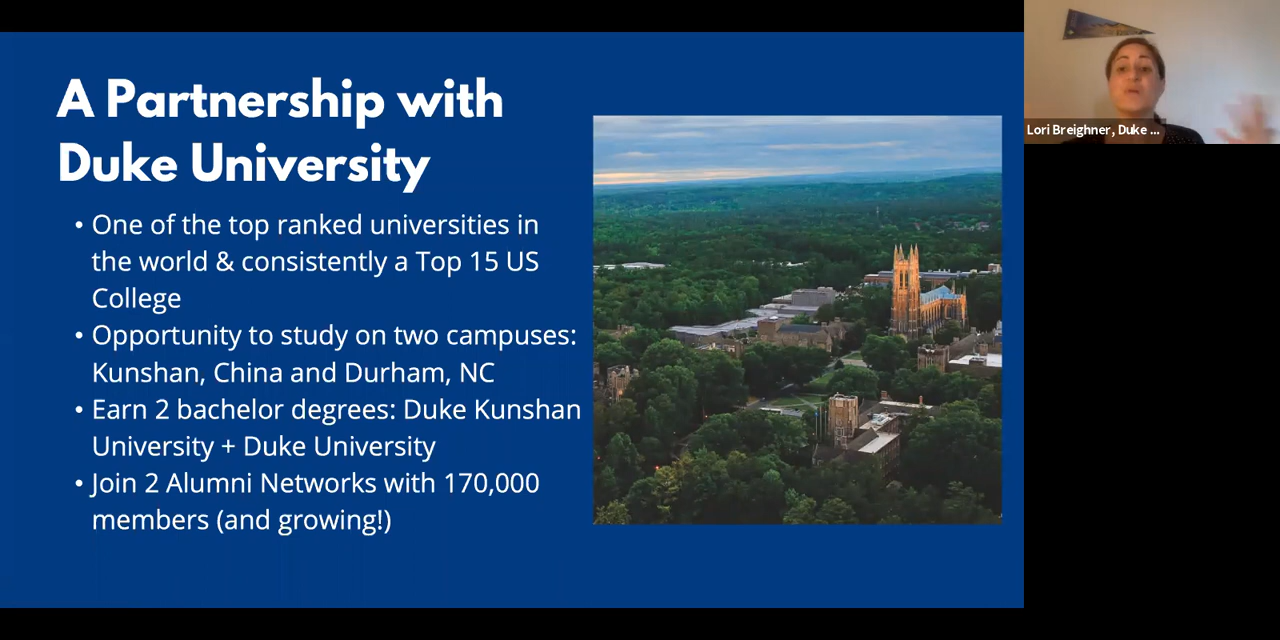 A Partnership with
Duke University
• One of the top ranked universities in
the world & consistently a Top 15 US
College
• Opportunity to study on two campuses:
Kunshan, China and Durham, NC
• Earn 2 bachelor degrees: Duke Kunshan
University + Duke University
• Join 2 Alumni Networks with 170,000
members (and growing!)
Lori Breighner, Duke ...